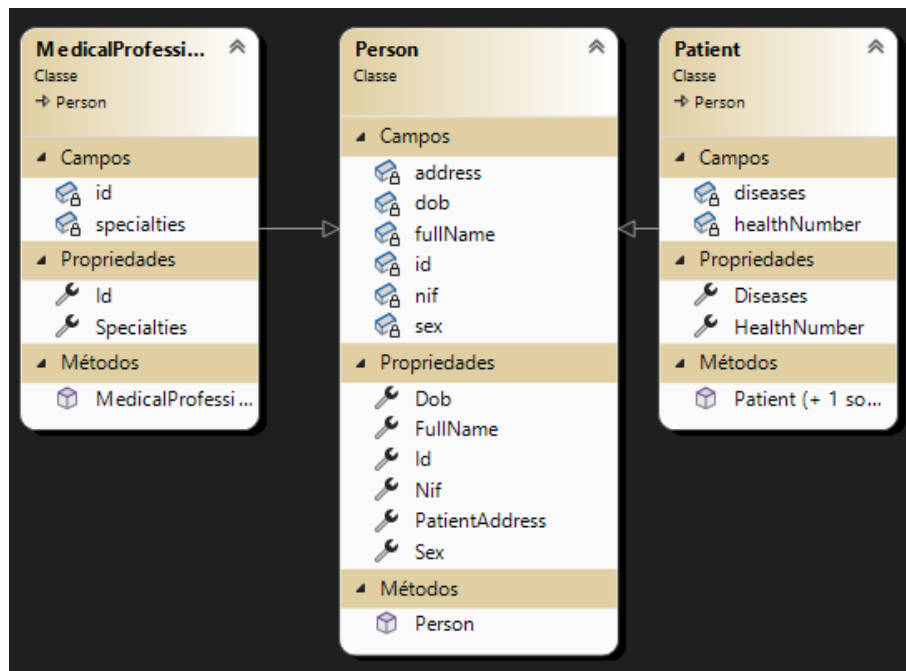 MedicalProfessi...
Classe
Person
Campos
id
specialties
Propriedades
Id
Specialties
Métodos
MedicalProfessi...
Person
Classe
Campos
address
dob
fullName
id
nif
sex
Propriedades
Dob
FullName
Id
Nif
PatientAddress
Sex
Métodos
Person
Patient
Classe
Person
Campos
diseases
healthNumber
Propriedades
Diseases
HealthNumber
Métodos
Patient (+ 1 so...